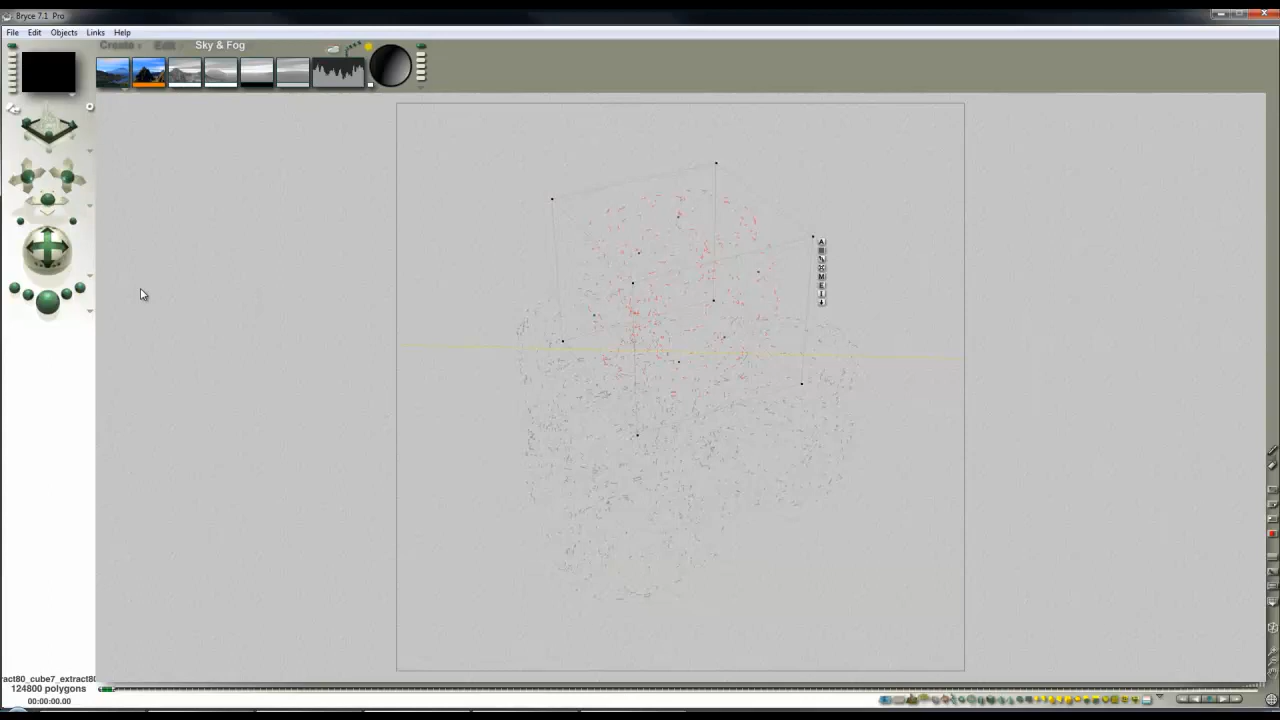 Bryce 7.1 Pro
File Edit Objects Links Help
Create Edit Sky & Fog
A
M
E
I
ract80_cube7_extract80
124800 polygons
00:00:00.00